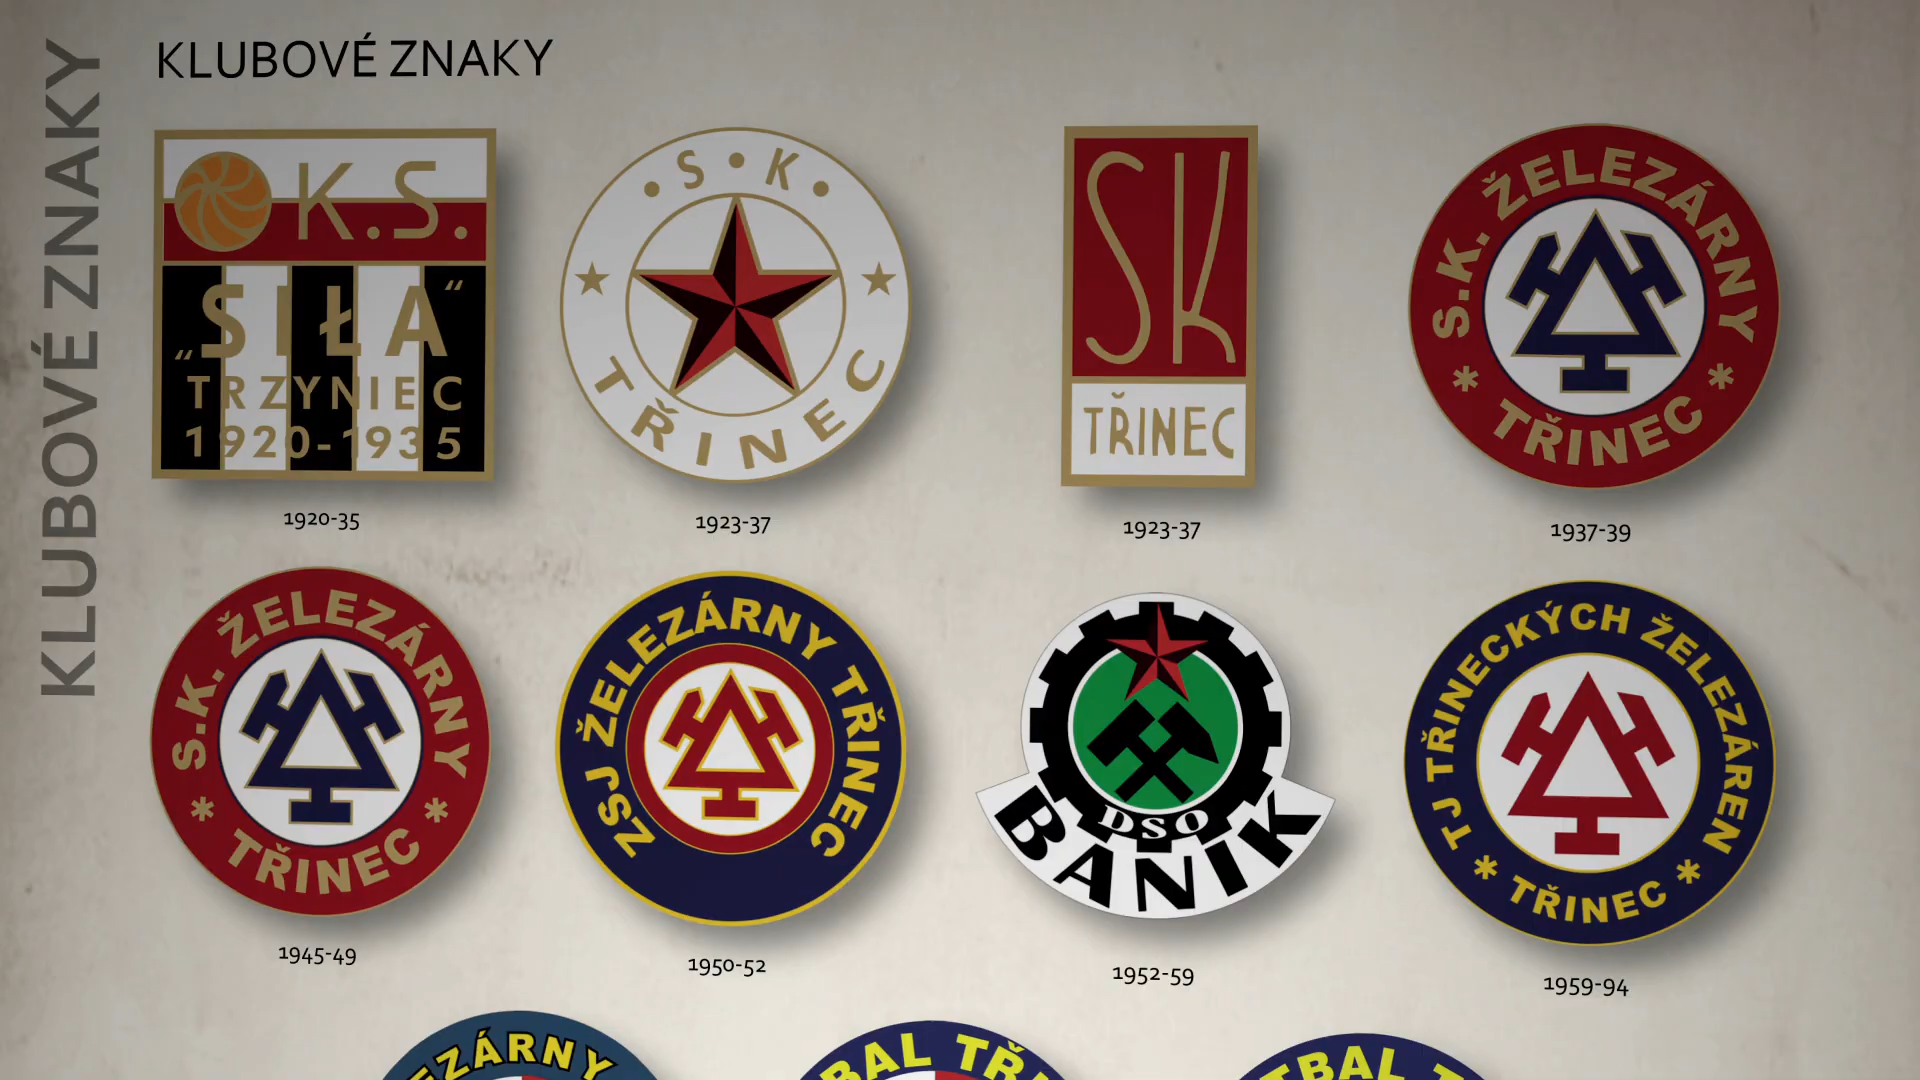 KLUBOVÉ ZNAKY
KLUBOVÉ ZNAKY
K.S.
"SIŁA"
TRZYNIEC
1920-1935
1920-35
S•K
TŘINEC
1923-37
SK
TŘINEC
1923-37
S.K. ŽELEZÁRNY
* TŘINEC *
1937-39
S.K. ŽELEZÁRNY
* TŘINEC *
1945-49
ZSJ ŽELEZÁRNY TŘINEC
1950-52
DSO
BANÍK
1952-59
TJ TŘINECKÝCH ŽELEZÁREN
* TŘINEC *
1959-94